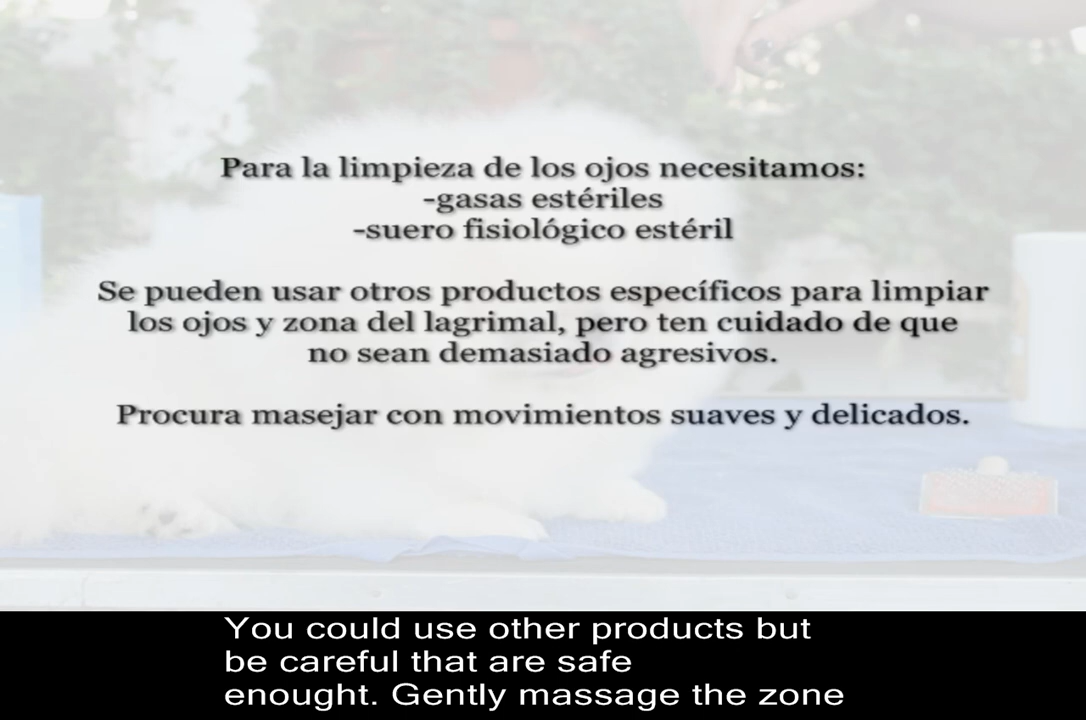 Para la limpieza de los ojos necesitamos:
-gasas estériles
-suero fisiológico estéril
Se pueden usar otros productos específicos para limpiar
los ojos y zona del lagrimal, pero ten cuidado de que
no sean demasiado agresivos.
Procura masejar con movimientos suaves y delicados.
You could use other products but
be careful that are safe
enought. Gently massage the zone